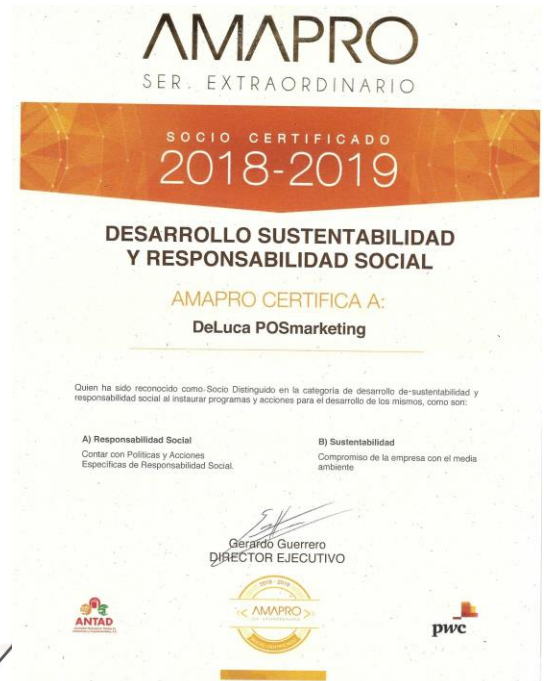 AMAPRO
SER. EXTRAORDINARIO
SOCIO CERTIFICADO
2018-2019
DESARROLLO SUSTENTABILIDAD
Y RESPONSABILIDAD SOCIAL
AMAPRO CERTIFICA A:
DeLuca POSmarketing
Quien ha sido reconocido como Socio Distinguido en la categoría de desarrollo de sustentabilidad y
responsabilidad social al instaurar programas y acciones para el desarrollo de los mismos, como son:
A) Responsabilidad Social
Contar con Políticas y Acciones
Específicas de Responsabilidad Social.
B) Sustentabilidad
Compromiso de la empresa con el media
ambiente
Gerardo Guerrero
DIRECTOR EJECUTIVO
ANTAD
2018 - 2019
AMAPRO
pwc